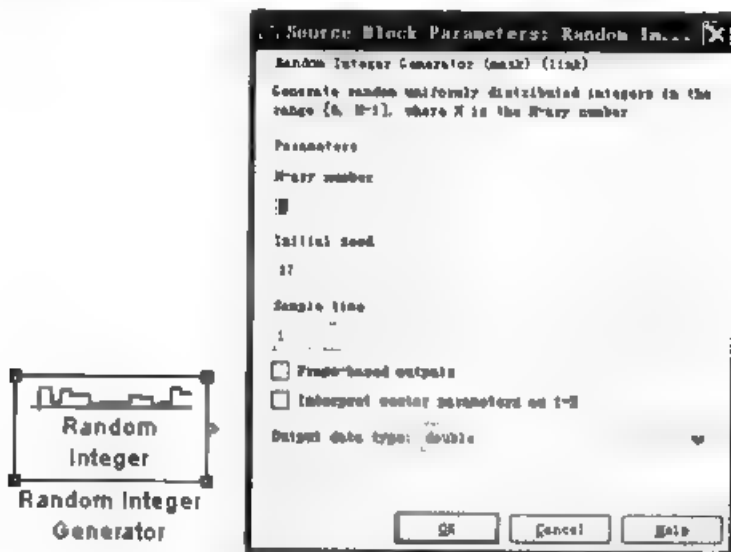 Source Block Parameters: Random In...
Random Integer Generator (mask) (link)
Generate random uniformly distributed integers in the
range [0, M-1], where M is the M-ary number
Parameters
M-ary number
Initial seed
37
Sample time
1
Frame-based outputs
Interpret vector parameters as 1-D
Output data type: double
OK
Cancel
Help
Random
Integer
Random Integer
Generator